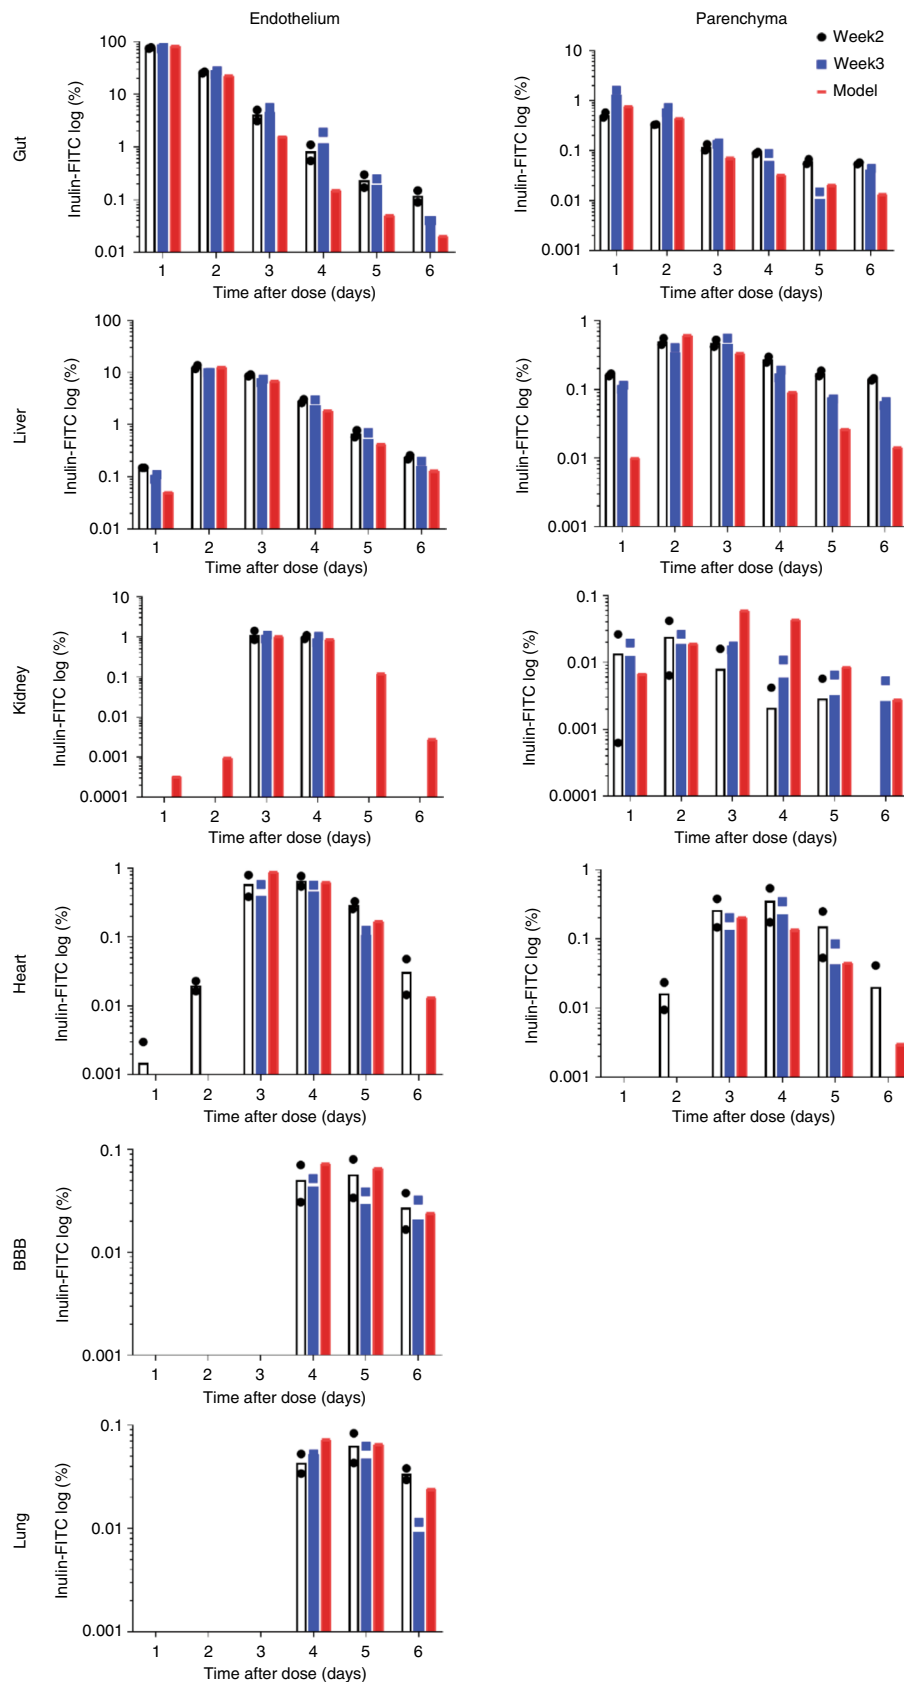 Endothelium
Parenchyma
Week2
Week3
Model
Gut
Inulin-FITC log (%)
100
10
1
0.1
0.01
1 2 3 4 5 6
Time after dose (days)
Inulin-FITC log (%)
10
1
0.1
0.01
0.001
1 2 3 4 5 6
Time after dose (days)
Liver
Inulin-FITC log (%)
100
10
1
0.1
0.01
1 2 3 4 5 6
Time after dose (days)
Inulin-FITC log (%)
1
0.1
0.01
0.001
1 2 3 4 5 6
Time after dose (days)
Kidney
Inulin-FITC log (%)
10
1
0.1
0.01
0.001
0.0001
1 2 3 4 5 6
Time after dose (days)
Inulin-FITC log (%)
0.1
0.01
0.001
0.0001
1 2 3 4 5 6
Time after dose (days)
Heart
Inulin-FITC log (%)
1
0.1
0.01
0.001
1 2 3 4 5 6
Time after dose (days)
Inulin-FITC log (%)
1
0.1
0.01
0.001
1 2 3 4 5 6
Time after dose (days)
BBB
Inulin-FITC log (%)
0.1
0.01
0.001
1 2 3 4 5 6
Time after dose (days)
Lung
Inulin-FITC log (%)
0.1
0.01
0.001
1 2 3 4 5 6
Time after dose (days)